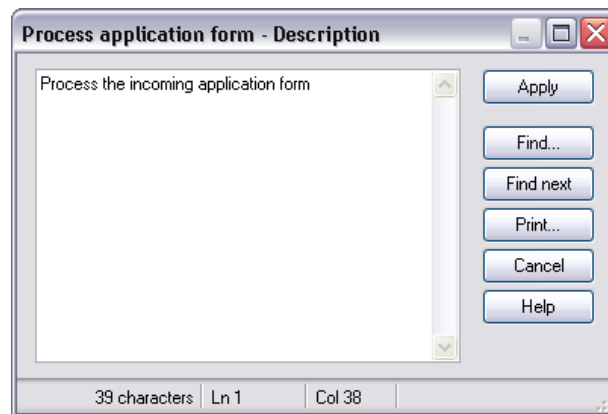 Process application form - Description
Process the incoming application form
Apply
Find...
Find next
Print...
Cancel
Help
39 characters Ln 1 Col 38